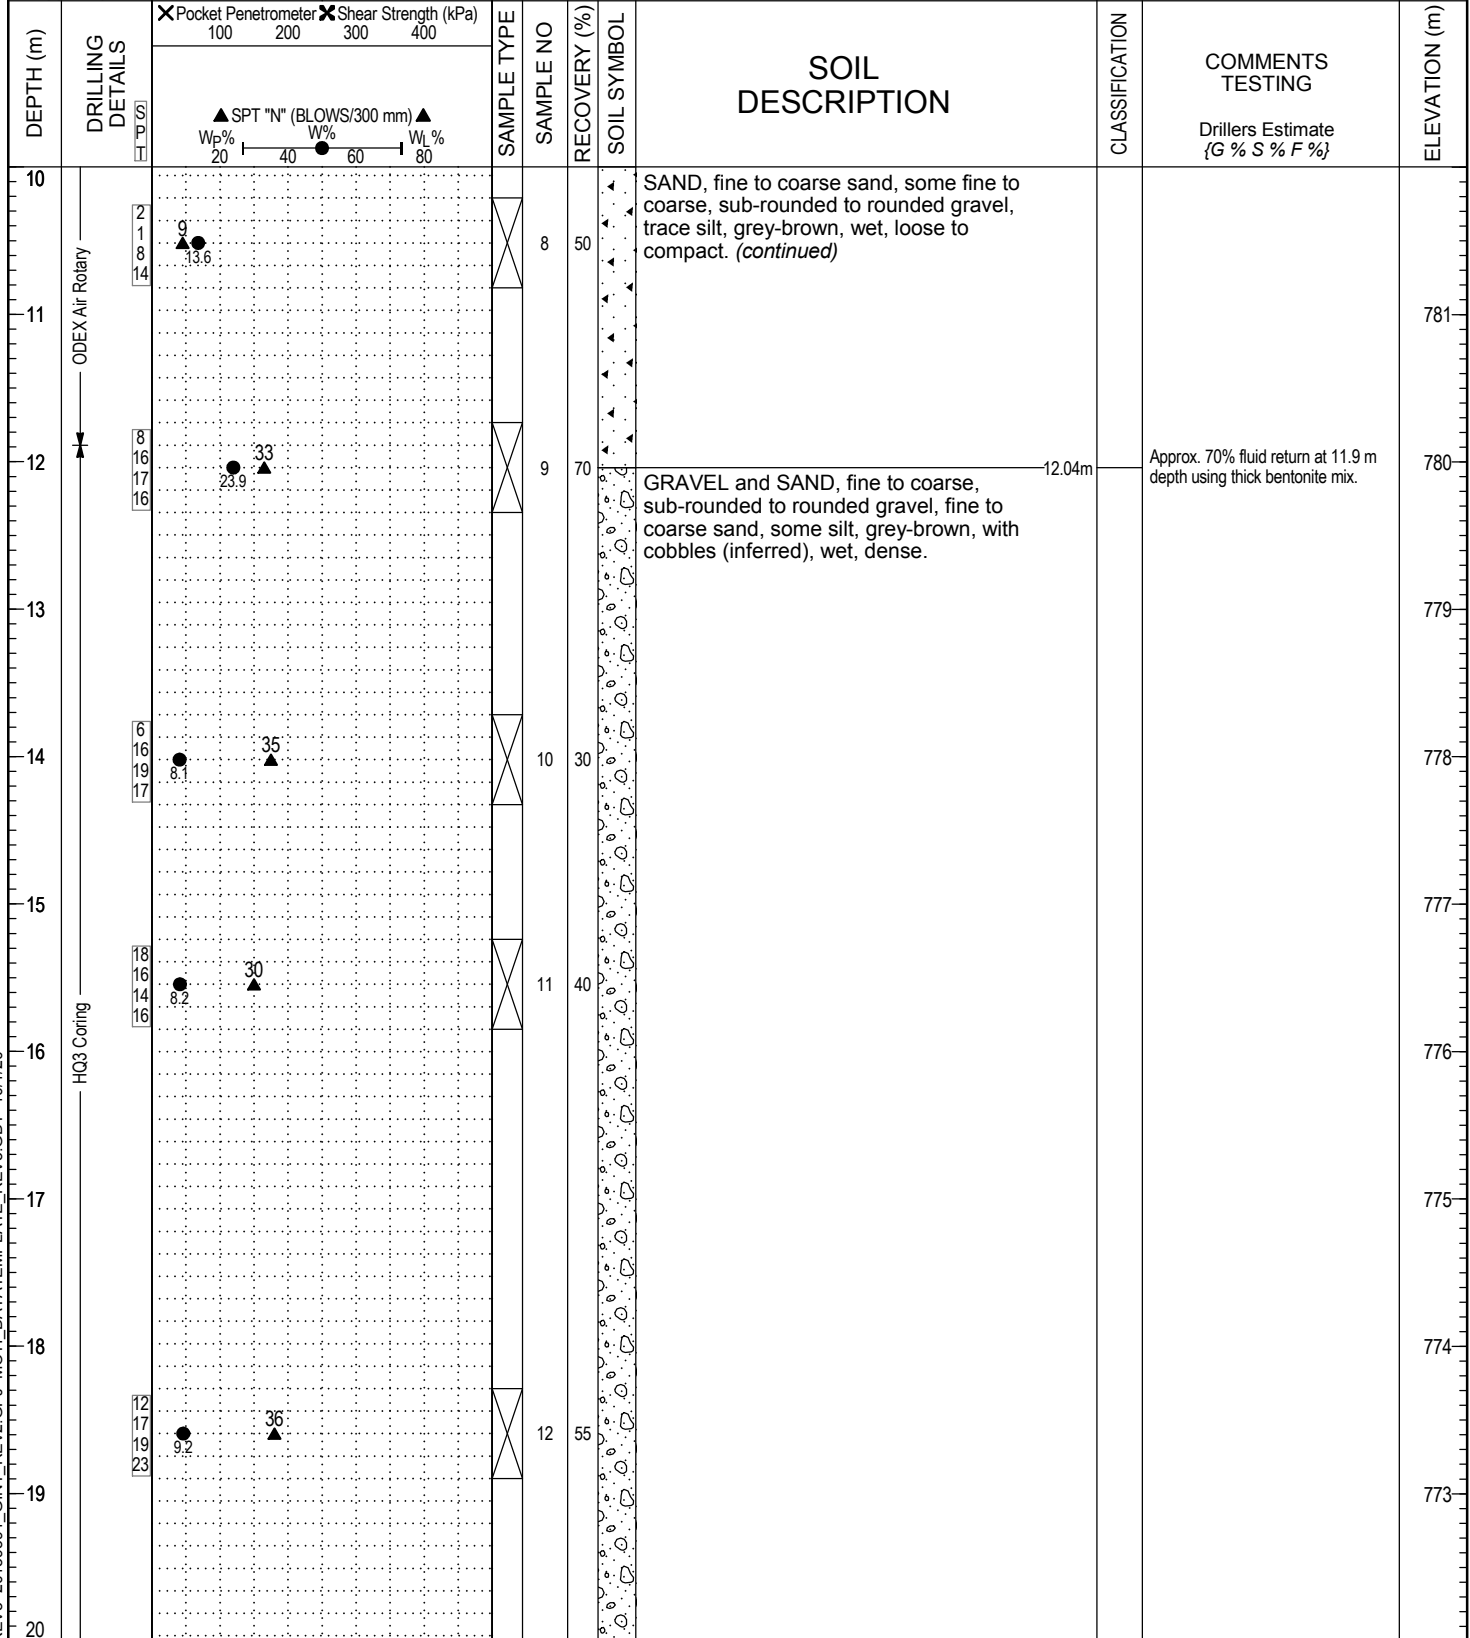 Pocket Penetrometer Shear Strength (kPa)
100 200 300 400
SPT "N" (BLOWS/300 mm)
WP% W% WL%
20 40 60 80
DEPTH (m)
DRILLING DETAILS
SPT
SAMPLE TYPE
SAMPLE NO
RECOVERY (%)
SOIL SYMBOL
SOIL
DESCRIPTION
CLASSIFICATION
COMMENTS
TESTING
Drillers Estimate
{G % S % F %}
ELEVATION (m)
10
ODEX Air Rotary
2
1
8
14
9
13.6
8 50
SAND, fine to coarse sand, some fine to
coarse, sub-rounded to rounded gravel,
trace silt, grey-brown, wet, loose to
compact. (continued)
11
781
8
16
17
16
33
23.9
9 70
12
12.04m
Approx. 70% fluid return at 11.9 m
depth using thick bentonite mix.
780
GRAVEL and SAND, fine to coarse,
sub-rounded to rounded gravel, fine to
coarse sand, some silt, grey-brown, with
cobbles (inferred), wet, dense.
13
779
6
16
19
17
35
8.1
10 30
14
778
15
777
18
16
14
16
30
8.2
11 40
HQ3 Coring
16
776
17
775
18
774
12
17
19
23
36
9.2
12 55
19
773
20